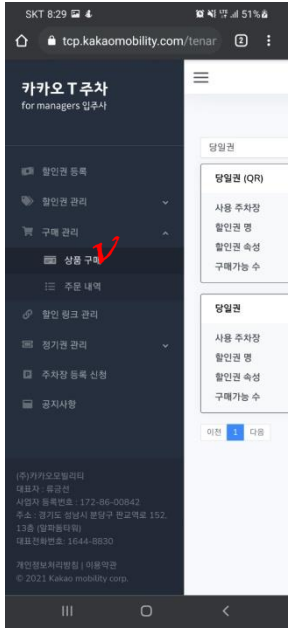 SKT 8:29
51%
tcp.kakaomobility.com/tenar
2
카카오 T 주차
for managers 입주사
할인권 등록
할인권 관리
구매 관리
상품 구매
주문 내역
할인 링크 관리
정기권 관리
주차장 등록 신청
공지사항
(주)카카오모빌리티
대표자 : 류긍선
사업자 등록번호 : 172-86-00842
주소 : 경기도 성남시 분당구 판교역로 152,
13층 (알파돔타워)
대표전화번호: 1644-8830
개인정보처리방침 | 이용약관
© 2021 Kakao mobility corp.
당일권
당일권 (QR)
사용 주차장
할인권 명
할인권 속성
구매가능 수
당일권
사용 주차장
할인권 명
할인권 속성
구매가능 수
이전 1 다음